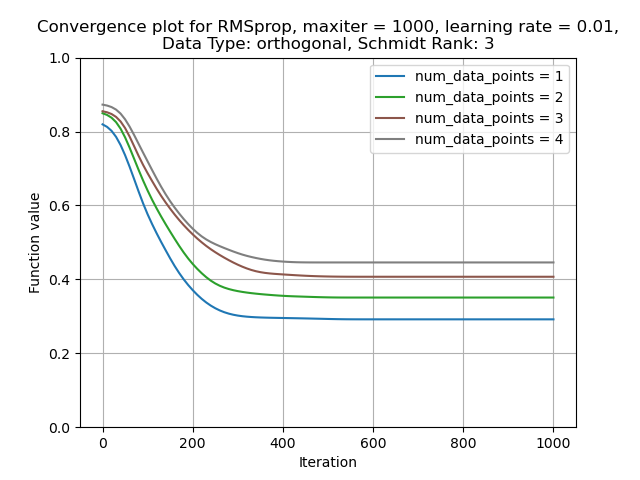 Convergence plot for RMSprop, maxiter = 1000, learning rate = 0.01,
Data Type: orthogonal, Schmidt Rank: 3
num_data_points = 1
num_data_points = 2
num_data_points = 3
num_data_points = 4
Function value
1.0
0.8
0.6
0.4
0.2
0.0
0 200 400 600 800 1000
Iteration